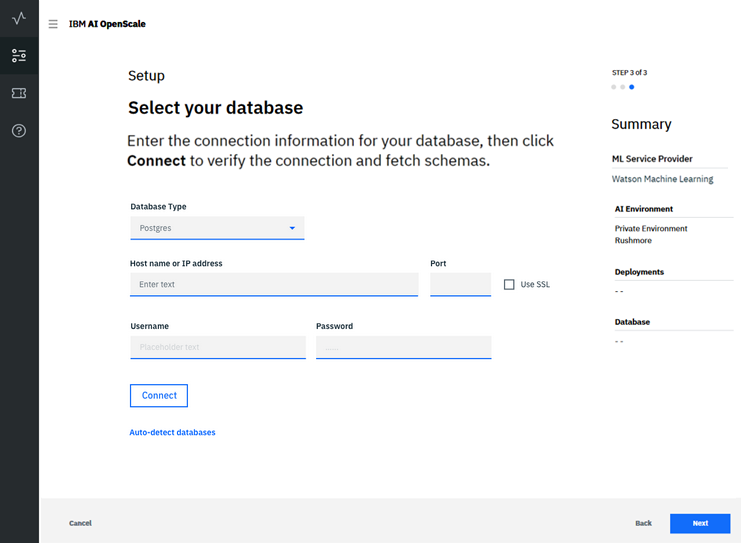 IBM AI OpenScale
Setup
Select your database
Enter the connection information for your database, then click
Connect to verify the connection and fetch schemas.
Database Type
Postgres
Host name or IP address
Port
Enter text
Use SSL
Username
Password
Placeholder text
........
Connect
Auto-detect databases
STEP 3 of 3
Summary
ML Service Provider
Watson Machine Learning
AI Environment
Private Environment
Rushmore
Deployments
- -
Database
- -
Cancel
Back
Next